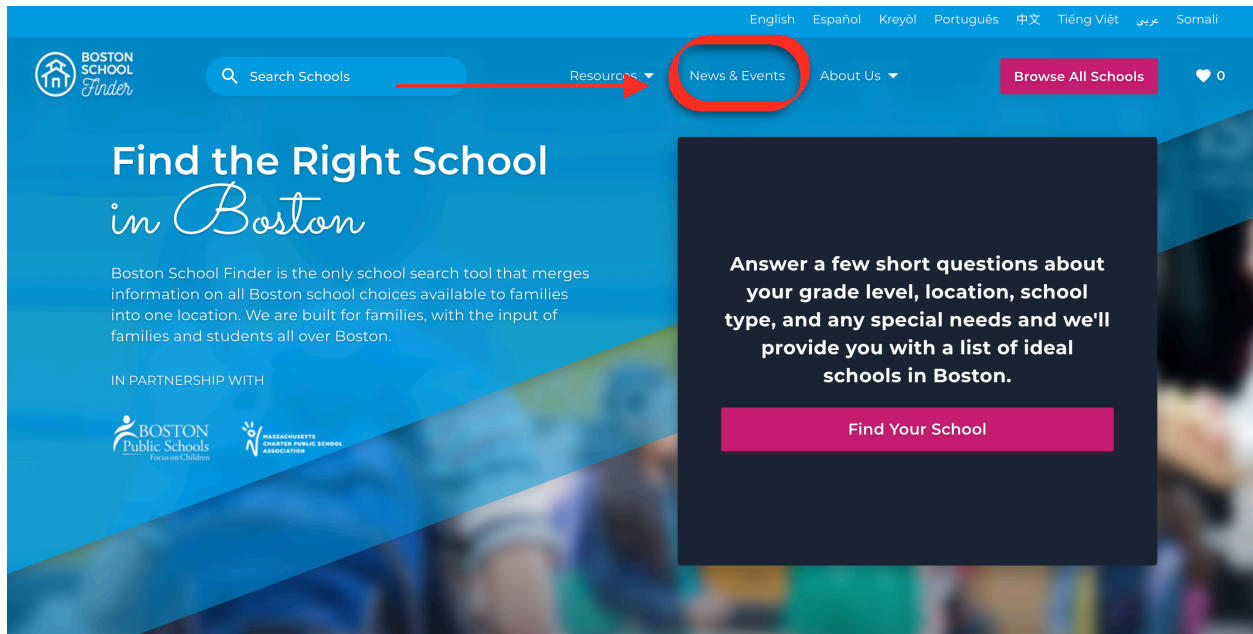 English Español Kreyòl Português 中文 Tiếng Việt عربى Somali
BOSTON
SCHOOL
Finder
Search Schools
Resources
News & Events
About Us
Browse All Schools
0
Find the Right School
in Boston
Boston School Finder is the only school search tool that merges
information on all Boston school choices available to families
into one location. We are built for families, with the input of
families and students all over Boston.
IN PARTNERSHIP WITH
BOSTON
Public Schools
Focus on Children
MASSACHUSETTS
CHARTER PUBLIC SCHOOL
ASSOCIATION
Answer a few short questions about
your grade level, location, school
type, and any special needs and we'll
provide you with a list of ideal
schools in Boston.
Find Your School